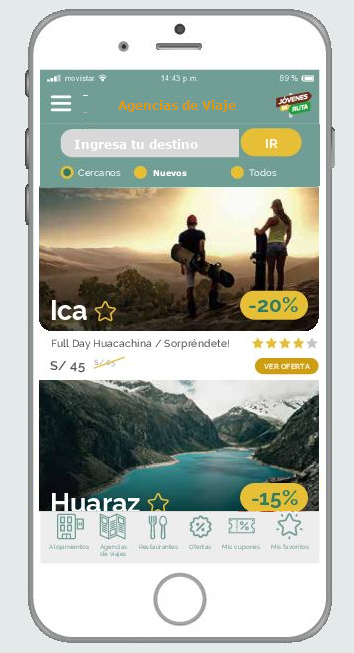 movistar 14:43 p.m. 89 %
Agencias de Viaje
JÓVENES
EN RUTA
Ingresa tu destino
IR
Cercanos Nuevos Todos
Ica
-20%
Full Day Huacachina / Sorpréndete!
S/ 45 S/ 65
VER OFERTA
Huaraz
-15%
Alojamientos Agencias de viajes Restaurantes Ofertas Mis cupones Mis favoritos